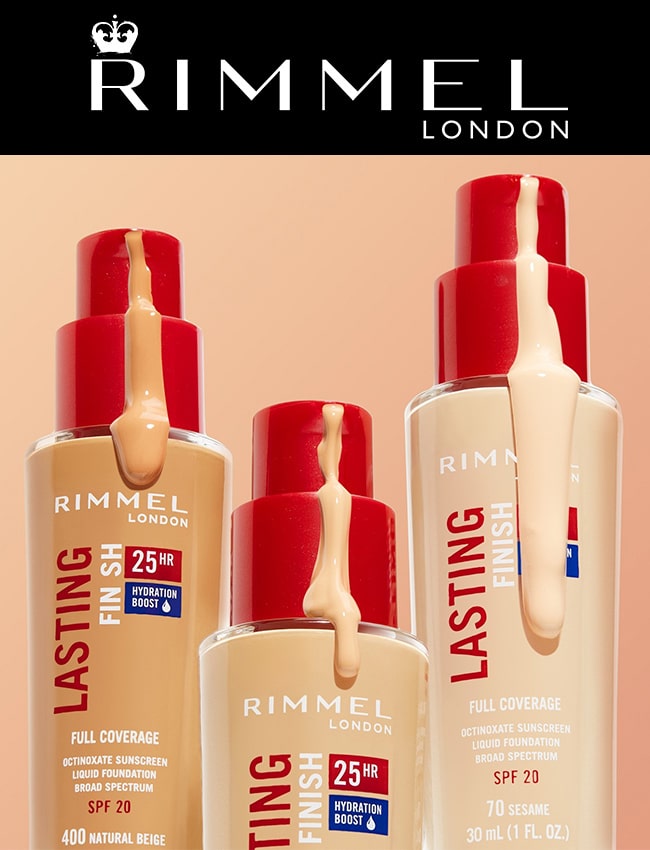 RIMMEL
LONDON
RIMMEL
LONDON
LASTING
FIN SH
25HR
HYDRATION
BOOST
FULL COVERAGE
OCTINOXATE SUNSCREEN
LIQUID FOUNDATION
BROAD SPECTRUM
SPF 20
400 NATURAL BEIGE
RIMMEL
LONDON
LASTING
FINISH
25HR
HYDRATION
BOOST
RIMM
LASTING
FINISH
FULL COVERAGE
OCTINOXATE SUNSCREEN
LIQUID FOUNDATION
BROAD SPECTRUM
SPF 20
70 SESAME
30 mL (1 FL. OZ.)